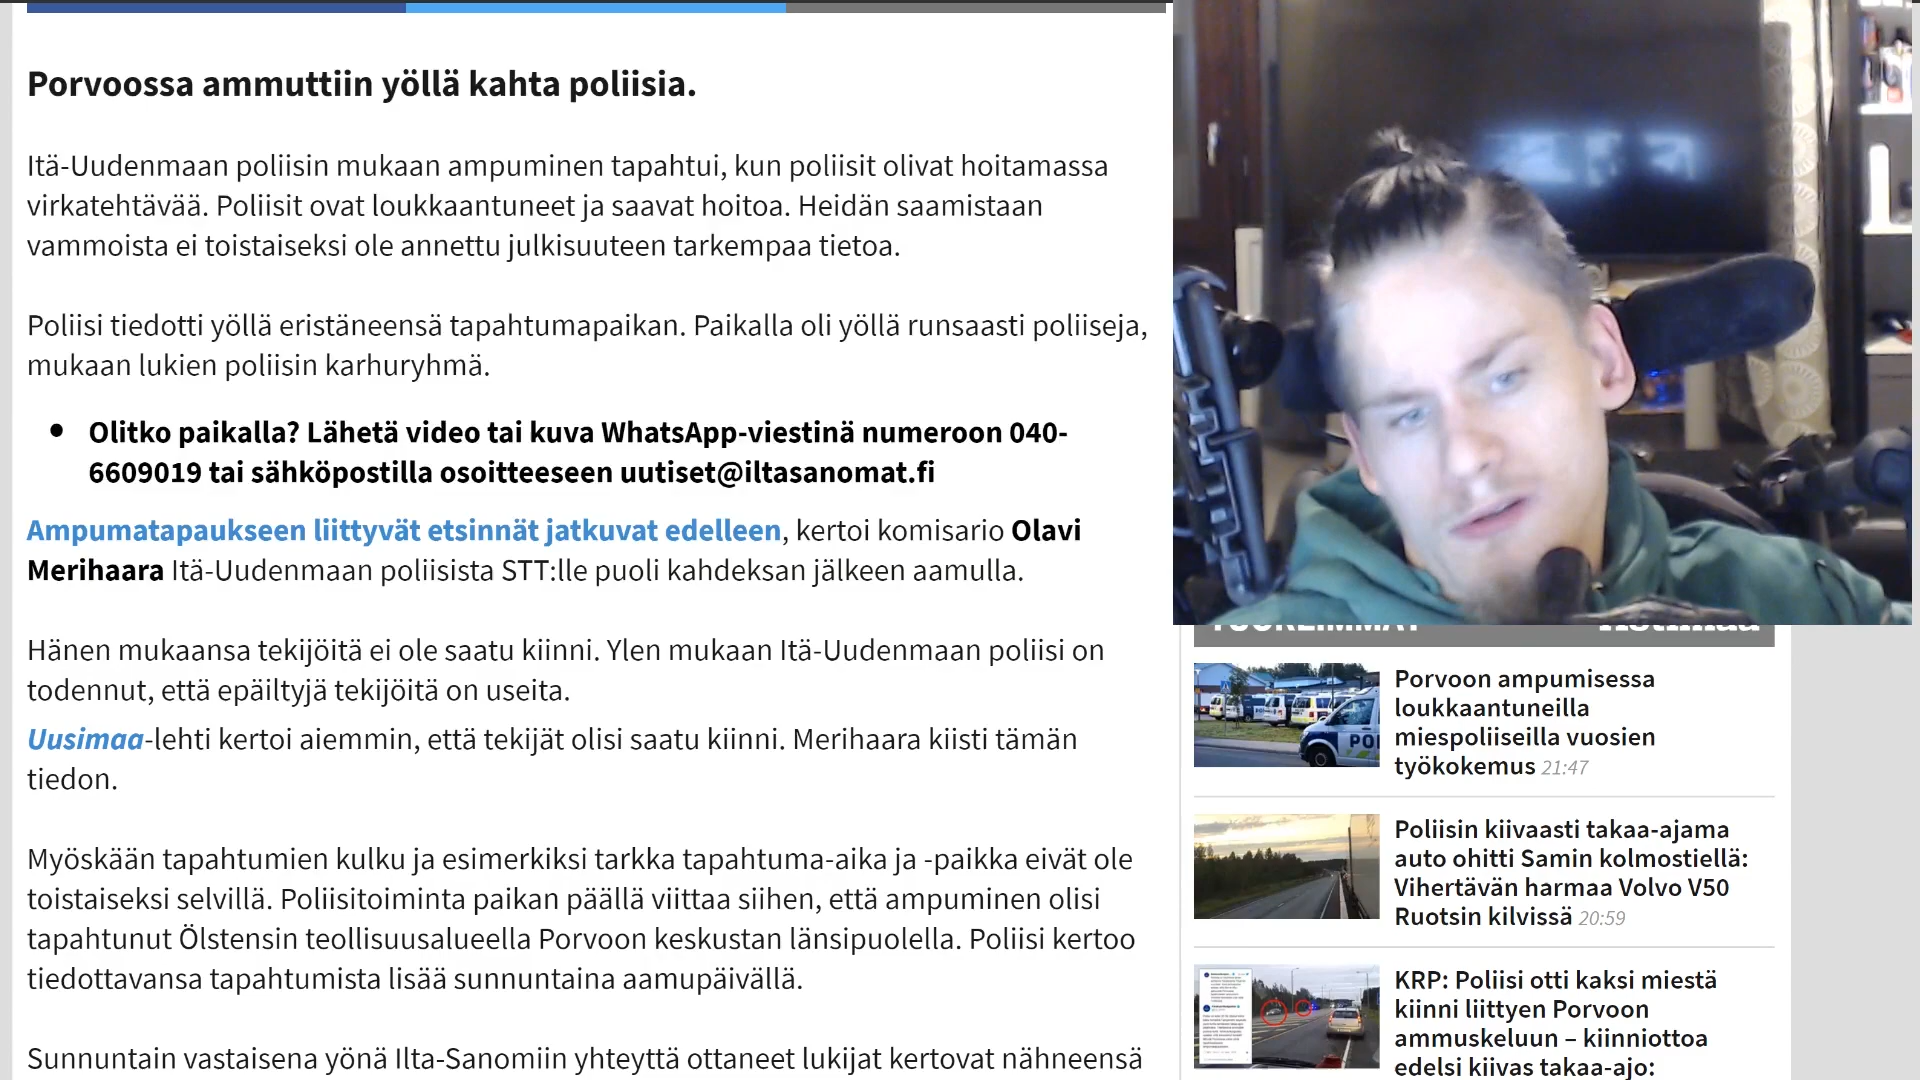 Porvoossa ammuttiin yöllä kahta poliisia.
Itä-Uudenmaan poliisin mukaan ampuminen tapahtui, kun poliisit olivat hoitamassa
virkatehtävää. Poliisit ovat loukkaantuneet ja saavat hoitoa. Heidän saamistaan
vammoista ei toistaiseksi ole annettu julkisuuteen tarkempaa tietoa.
Poliisi tiedotti yöllä eristäneensä tapahtumapaikan. Paikalla oli yöllä runsaasti poliiseja,
mukaan lukien poliisin karhuryhmä.
• Olitko paikalla? Lähetä video tai kuva WhatsApp-viestinä numeroon 040-
6609019 tai sähköpostilla osoitteeseen uutiset@iltasanomat.fi
Ampumatapaukseen liittyvät etsinnät jatkuvat edelleen, kertoi komisario Olavi
Merihaara Itä-Uudenmaan poliisista STT:lle puoli kahdeksan jälkeen aamulla.
Hänen mukaansa tekijöitä ei ole saatu kiinni. Ylen mukaan Itä-Uudenmaan poliisi on
todennut, että epäiltyjä tekijöitä on useita.
Uusimaa-lehti kertoi aiemmin, että tekijät olisi saatu kiinni. Merihaara kiisti tämän
tiedon.
Myöskään tapahtumien kulku ja esimerkiksi tarkka tapahtuma-aika ja -paikka eivät ole
toistaiseksi selvillä. Poliisitoiminta paikan päällä viittaa siihen, että ampuminen olisi
tapahtunut Ölstensin teollisuusalueella Porvoon keskustan länsipuolella. Poliisi kertoo
tiedottavansa tapahtumista lisää sunnuntaina aamupäivällä.
Sunnuntain vastaisena yönä Ilta-Sanomiin yhteyttä ottaneet lukijat kertovat nähneensä
Porvoon ampumisessa
loukkaantuneilla
miespoliiseilla vuosien
työkokemus 21:47
Poliisin kiivaasti takaa-ajama
auto ohitti Samin kolmostiellä:
Vihertävän harmaa Volvo V50
Ruotsin kilvissä 20:59
KRP: Poliisi otti kaksi miestä
kiinni liittyen Porvoon
ammuskeluun – kiinniottoa
edelsi kiivas takaa-ajo: